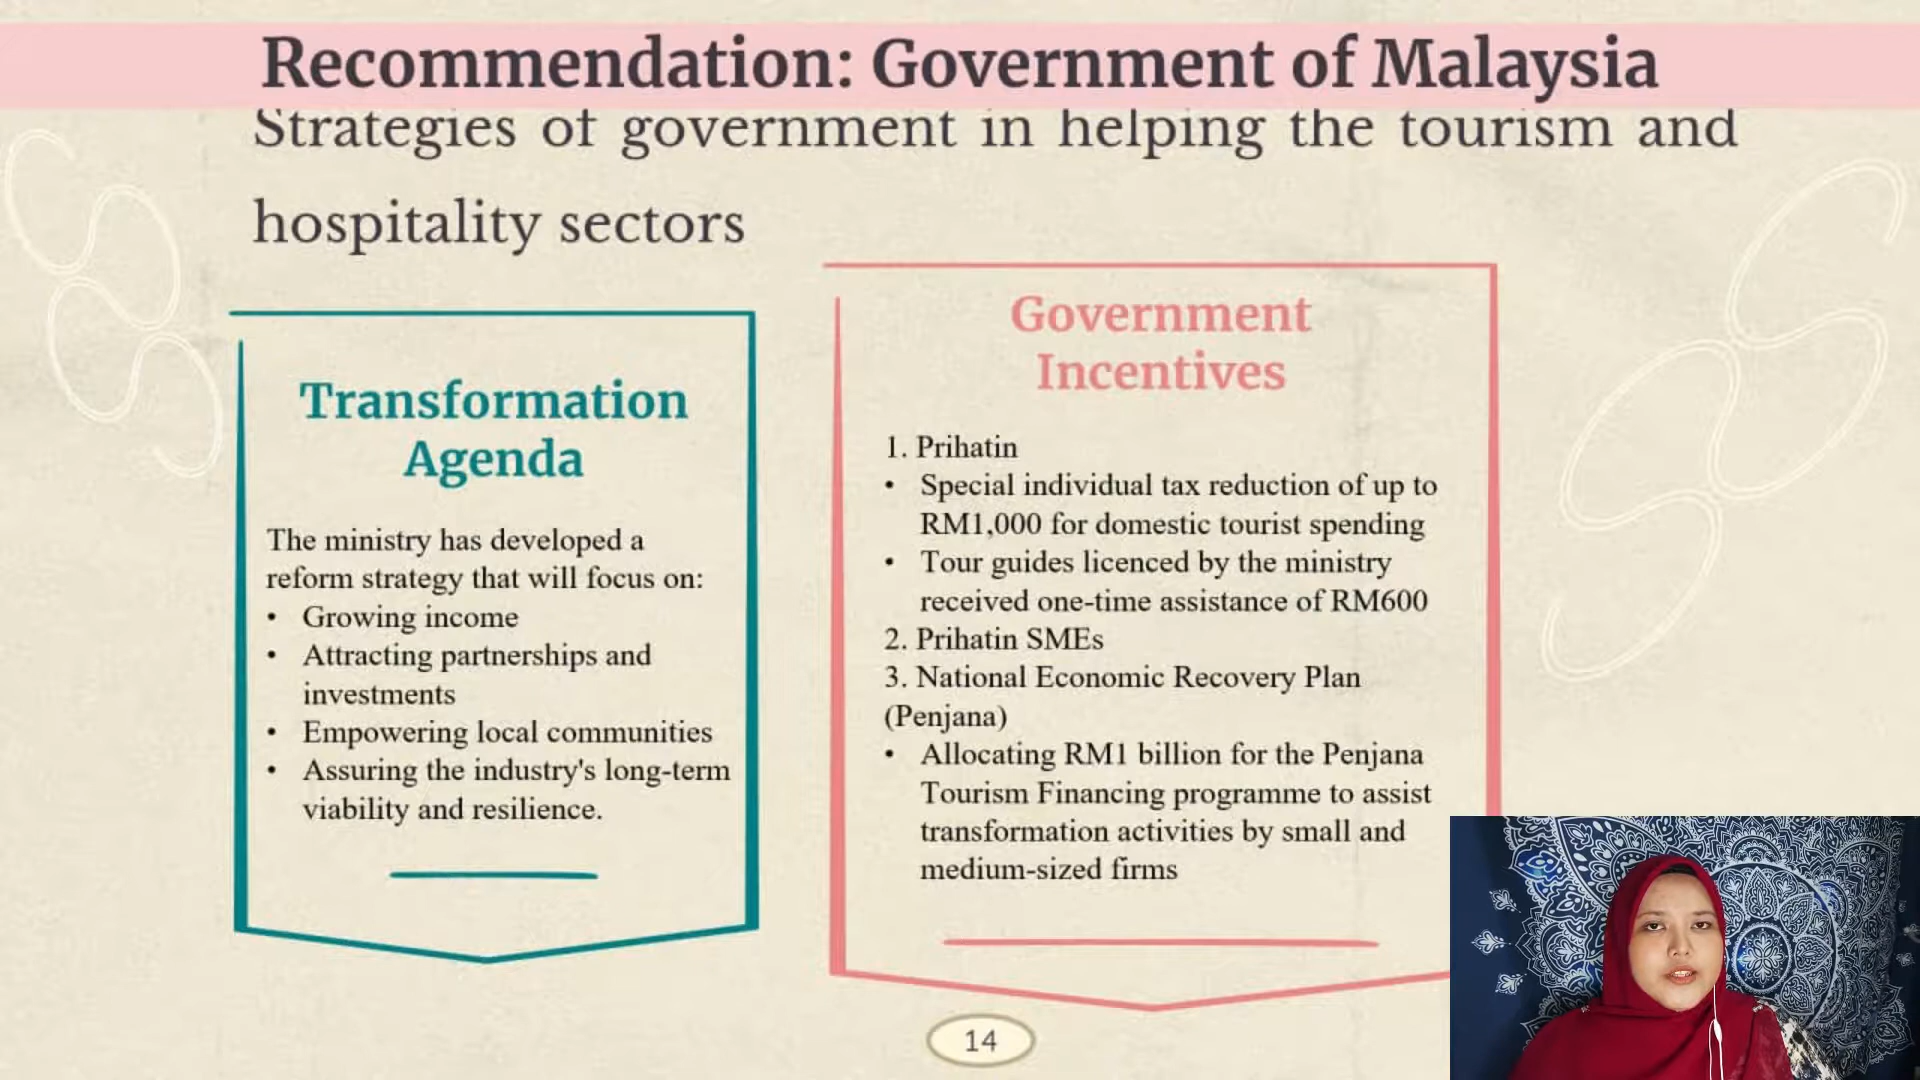 Recommendation: Government of Malaysia
Strategies of government in helping the tourism and
hospitality sectors
Transformation
Agenda
The ministry has developed a
reform strategy that will focus on:
• Growing income
• Attracting partnerships and
investments
• Empowering local communities
• Assuring the industry's long-term
viability and resilience.
Government
Incentives
1. Prihatin
• Special individual tax reduction of up to
RM1,000 for domestic tourist spending
• Tour guides licenced by the ministry
received one-time assistance of RM600
2. Prihatin SMEs
3. National Economic Recovery Plan
(Penjana)
• Allocating RM1 billion for the Penjana
Tourism Financing programme to assist
transformation activities by small and
medium-sized firms
14